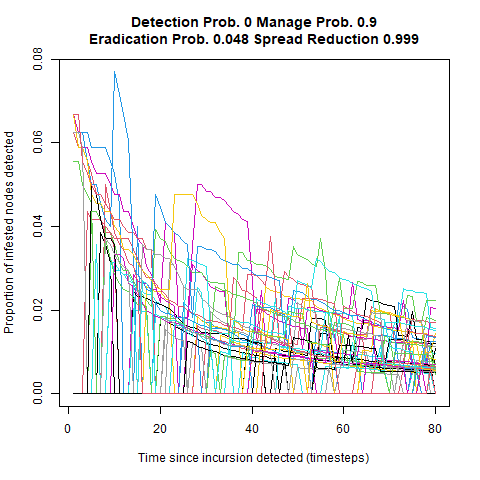 Detection Prob. 0 Manage Prob. 0.9
Eradication Prob. 0.048 Spread Reduction 0.999
Proportion of infested nodes detected
0.08
0.06
0.04
0.02
0.00
0 20 40 60 80
Time since incursion detected (timesteps)